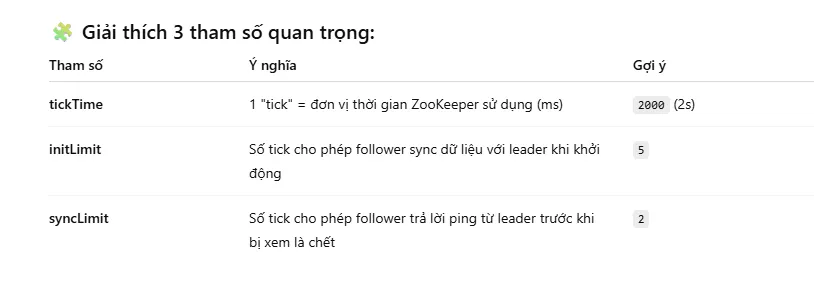 Giải thích 3 tham số quan trọng:
Tham số Ý nghĩa Gợi ý
tickTime 1 "tick" = đơn vị thời gian ZooKeeper sử dụng (ms) 2000 (2s)
initLimit Số tick cho phép follower sync dữ liệu với leader khi khởi 5
động
syncLimit Số tick cho phép follower trả lời ping từ leader trước khi 2
bị xem là chết